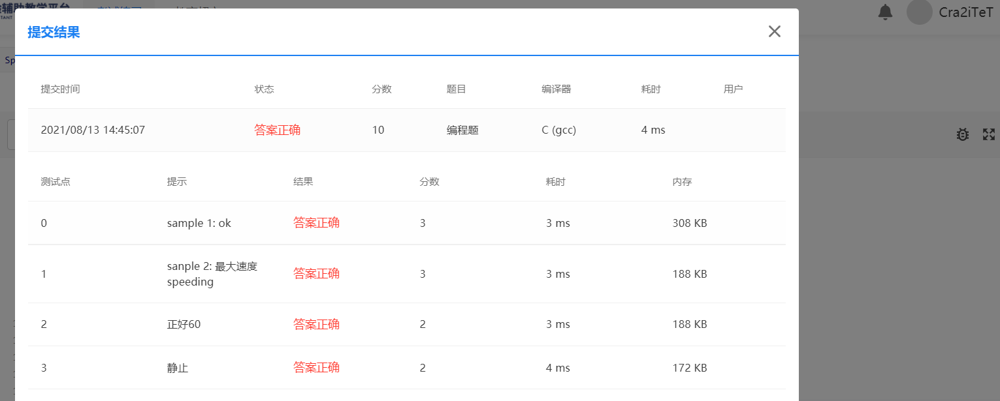 Cra2iTeT
提交结果
Sp
提交时间 状态 分数 题目 编译器 耗时 用户
2021/08/13 14:45:07 答案正确 10 编程题 C (gcc) 4 ms
测试点 提示 结果 分数 耗时 内存
0 sample 1: ok 答案正确 3 3 ms 308 KB
1 sanple 2: 最大速度 speeding 答案正确 3 3 ms 188 KB
2 正好60 答案正确 2 3 ms 188 KB
3 静止 答案正确 2 4 ms 172 KB